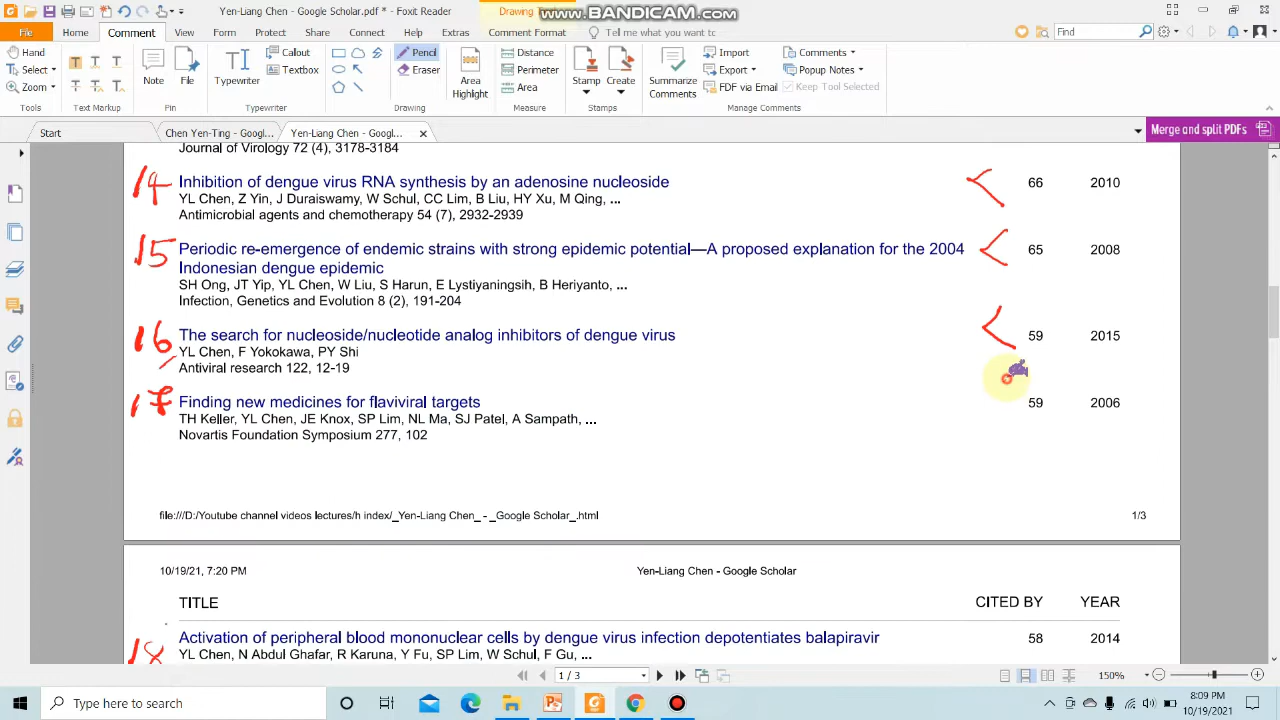 Yen-Liang Chen - Google Scholar.pdf * - Foxit Reader
Drawing
www.BANDICAM.com
File Home Comment View Form Protect Share Connect Help Extras Comment Format Tell me what you want to Find
Hand
Select
Zoom
Tools
T T T
T T T
Text Markup
Note
File
Pin
Typewriter
Callout
Textbox
Typewriter
Pencil
Eraser
Drawing
Area Highlight
Distance
Perimeter
Area
Measure
Stamp
Create
Stamps
Summarize Comments
Import
Export
FDF via Email
Comments
Popup Notes
Keep Tool Selected
Manage Comments
Start Chen Yen-Ting - Googl... Yen-Liang Chen - Googl... Merge and split PDFs
Journal of Virology 72 (4), 3178-3184
14 Inhibition of dengue virus RNA synthesis by an adenosine nucleoside < 66 2010
YL Chen, Z Yin, J Duraiswamy, W Schul, CC Lim, B Liu, HY Xu, M Qing, ...
Antimicrobial agents and chemotherapy 54 (7), 2932-2939
15 Periodic re-emergence of endemic strains with strong epidemic potential—A proposed explanation for the 2004 < 65 2008
Indonesian dengue epidemic
SH Ong, JT Yip, YL Chen, W Liu, S Harun, E Lystiyaningsih, B Heriyanto, ...
Infection, Genetics and Evolution 8 (2), 191-204
16 The search for nucleoside/nucleotide analog inhibitors of dengue virus < 59 2015
YL Chen, F Yokokawa, PY Shi
Antiviral research 122, 12-19
17 Finding new medicines for flaviviral targets 59 2006
TH Keller, YL Chen, JE Knox, SP Lim, NL Ma, SJ Patel, A Sampath, ...
Novartis Foundation Symposium 277, 102
file:///D:/Youtube channel videos lectures/h index/_Yen-Liang Chen_ - _Google Scholar_.html 1/3
10/19/21, 7:20 PM Yen-Liang Chen - Google Scholar
TITLE CITED BY YEAR
18 Activation of peripheral blood mononuclear cells by dengue virus infection depotentiates balapiravir 58 2014
YL Chen, N Abdul Ghafar, R Karuna, Y Fu, SP Lim, W Schul, F Gu, ...
1 / 3 150%
Type here to search
8:09 PM
10/19/2021